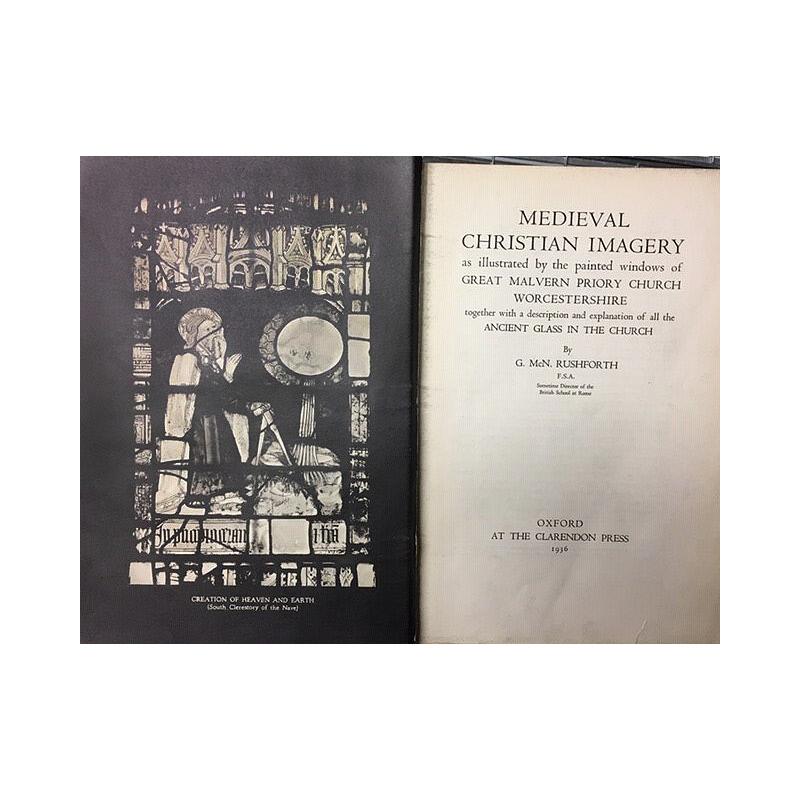 CREATION OF HEAVEN AND EARTH
(South Clerestory of the Nave)
MEDIEVAL
CHRISTIAN IMAGERY
as illustrated by the painted windows of
GREAT MALVERN PRIORY CHURCH
WORCESTERSHIRE
together with a description and explanation of all the
ANCIENT GLASS IN THE CHURCH
By
G. McN. RUSHFORTH
F.S.A.
Sometime Director of the
British School at Rome
OXFORD
AT THE CLARENDON PRESS
1936